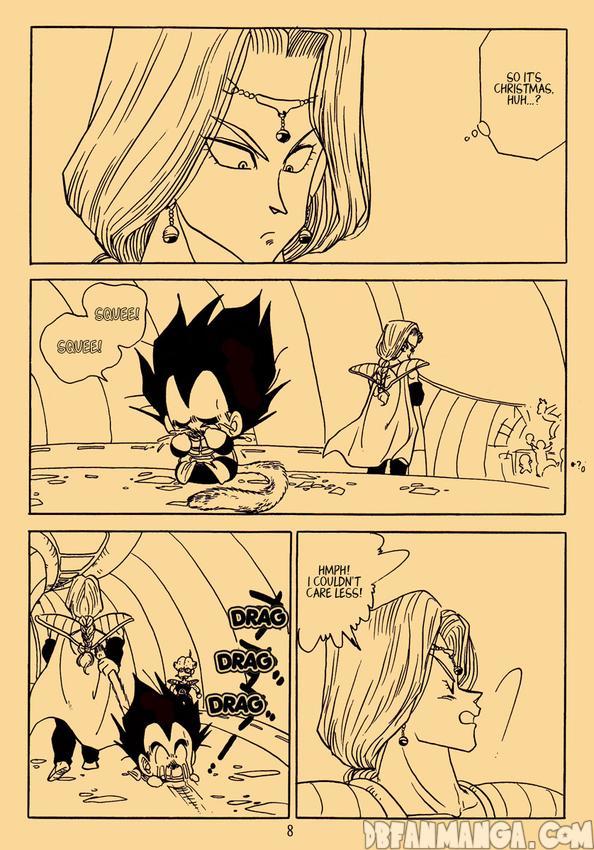 SO IT'S
CHRISTMAS,
HUH...?
SQUEE!
SQUEE!
DRAG
DRAG
DRAG
HMPH!
I COULDN'T
CARE LESS!
8
DBFANMANGA.COM